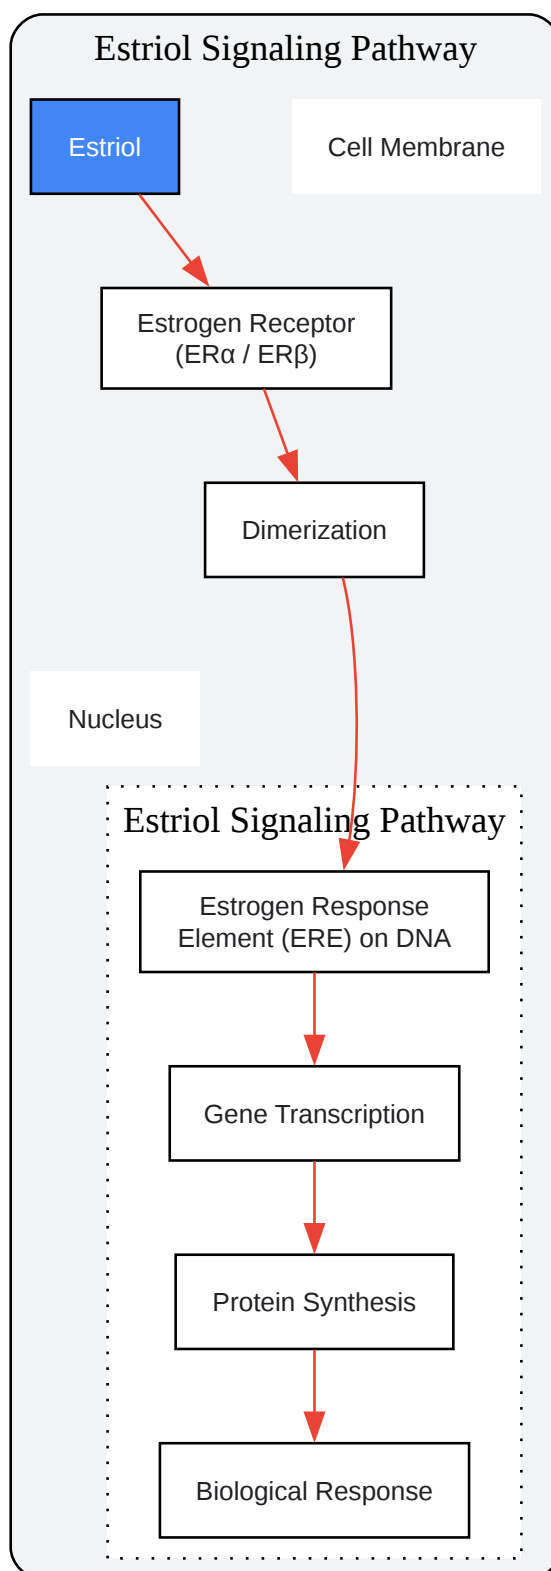 Estriol Signaling Pathway
Estriol
Cell Membrane
Estrogen Receptor
(ERα / ERβ)
Dimerization
Nucleus
Estriol Signaling Pathway
Estrogen Response
Element (ERE) on DNA
Gene Transcription
Protein Synthesis
Biological Response